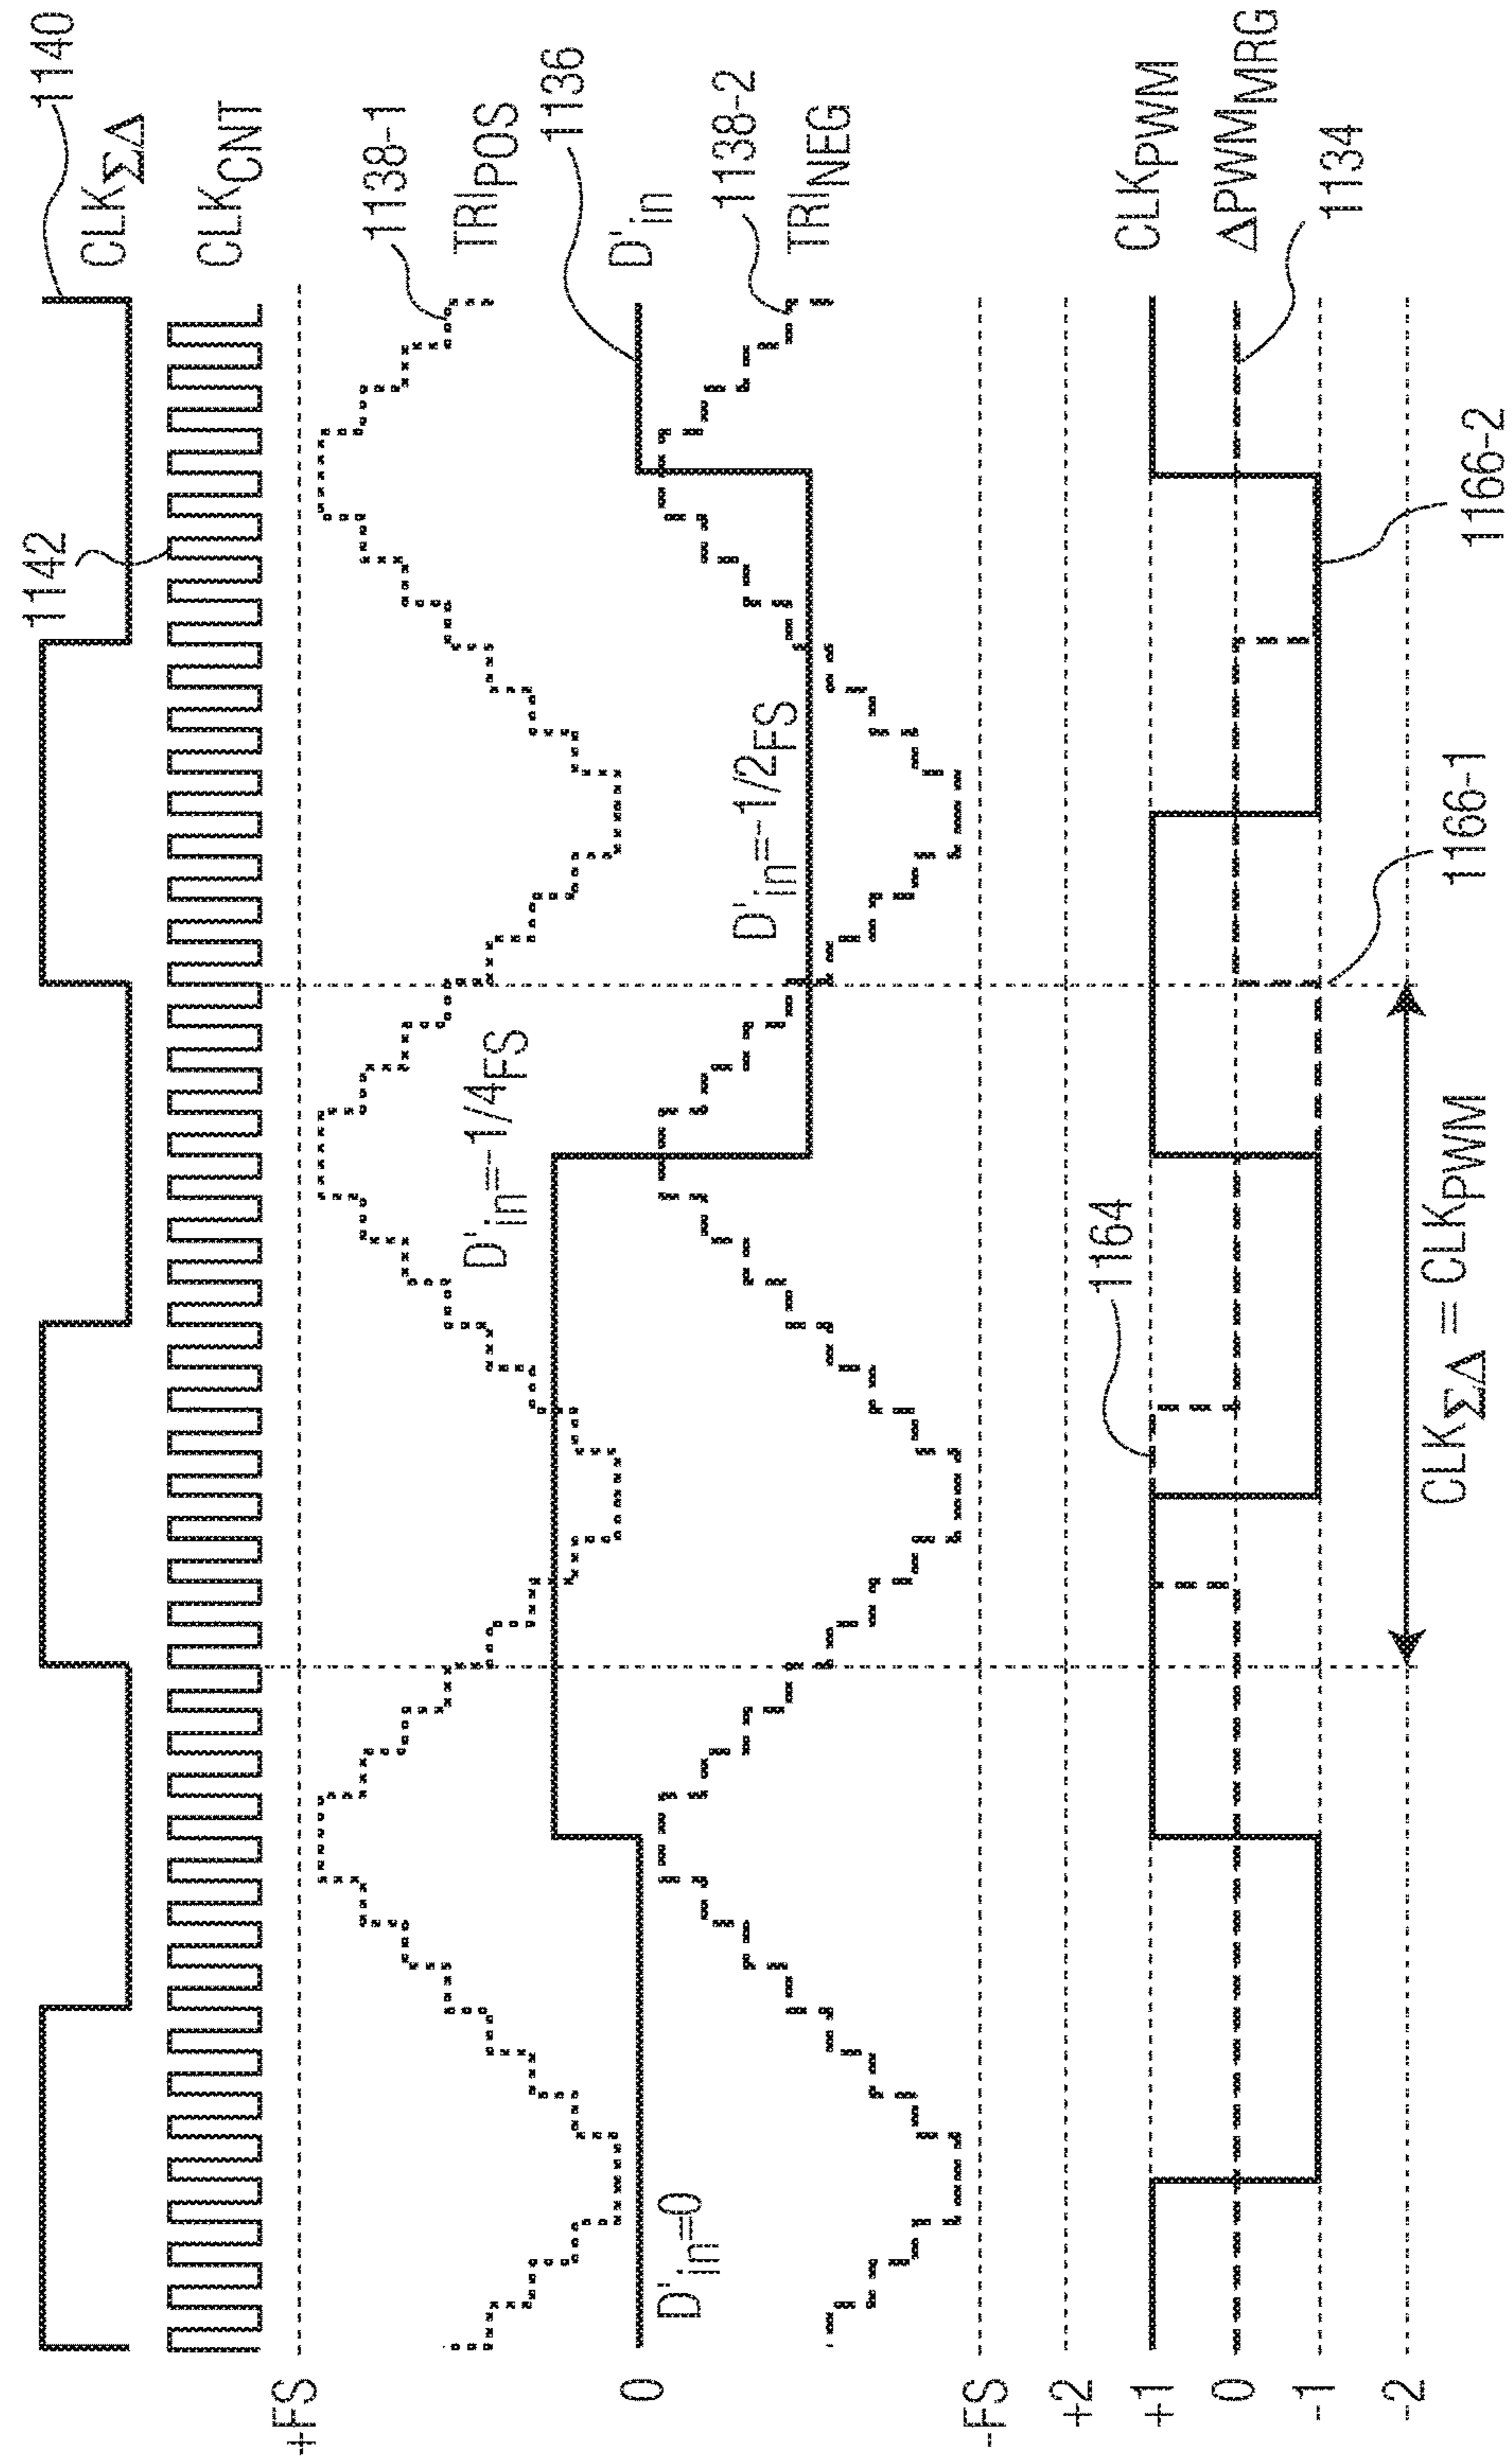 1140
CLKΣΔ
1142
CLKCNT
+FS
1138-1
TRIPOS
D'in=-1/4FS
1136
0
D'in
D'in=0
1138-2
D'in=-1/2FS
TRINEG
-FS
+2
+1
CLKPWM
1164
0
ΔPWMMRG
-1
1134
-2
1166-1
1166-2
CLKΣΔ = CLKPWM